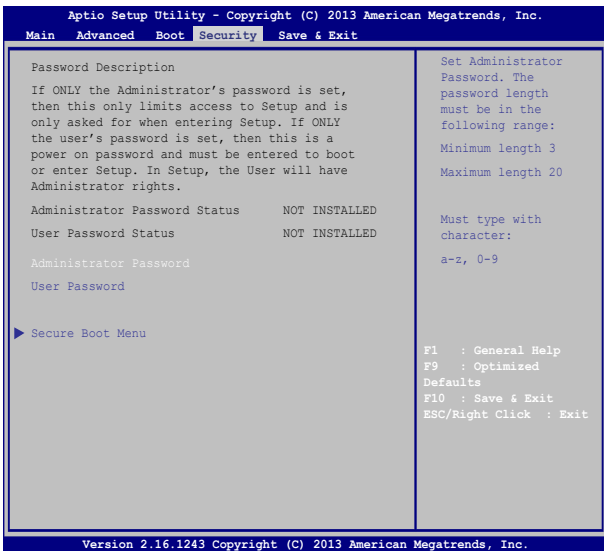 Aptio Setup Utility - Copyright (C) 2013 American Megatrends, Inc.
Main Advanced Boot Security Save & Exit
Password Description
If ONLY the Administrator's password is set,
then this only limits access to Setup and is
only asked for when entering Setup. If ONLY
the user's password is set, then this is a
power on password and must be entered to boot
or enter Setup. In Setup, the User will have
Administrator rights.
Administrator Password Status NOT INSTALLED
User Password Status NOT INSTALLED
Administrator Password
User Password
Secure Boot Menu
Set Administrator
Password. The
password length
must be in the
following range:
Minimum length 3
Maximum length 20
Must type with
character:
a-z, 0-9
F1 : General Help
F9 : Optimized
Defaults
F10 : Save & Exit
ESC/Right Click : Exit
Version 2.16.1243 Copyright (C) 2013 American Megatrends, Inc.